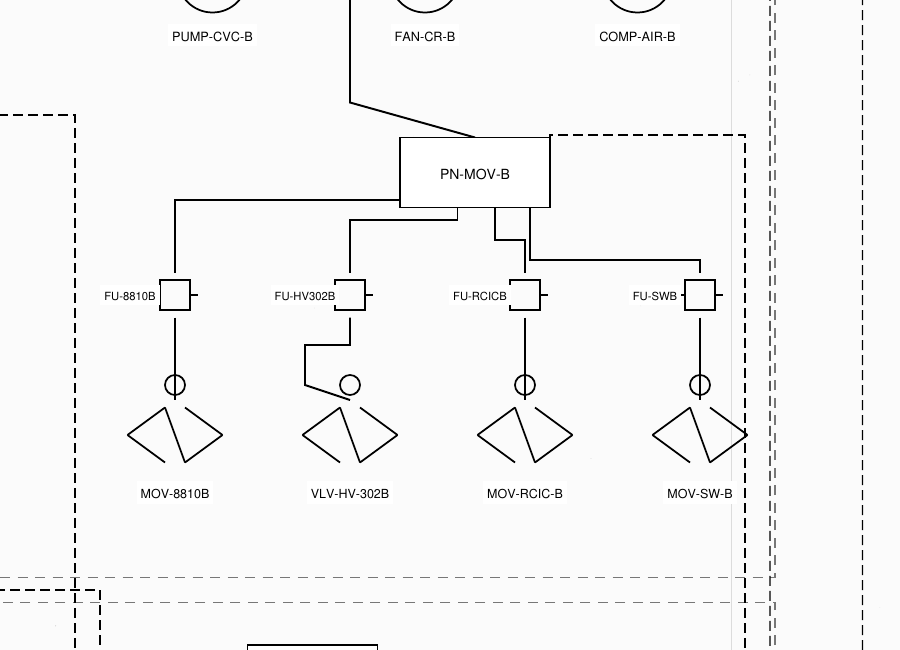 PUMP-CVC-B
FAN-CR-B
COMP-AIR-B
PN-MOV-B
FU-8810B
FU-HV302B
FU-RCICB
FU-SWB
MOV-8810B
VLV-HV-302B
MOV-RCIC-B
MOV-SW-B